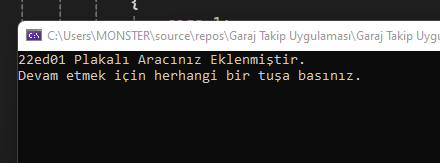 {
C:\Users\MONSTER\source\repos\Garaj Takip Uygulaması\Garaj Takip Uygu
22ed01 Plakalı Aracınız Eklenmiştir.
Devam etmek için herhangi bir tuşa basınız.